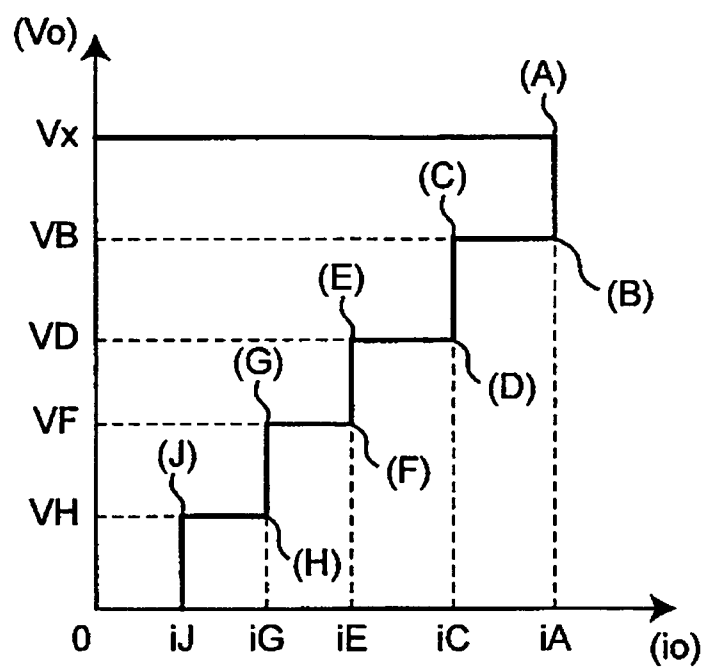 (Vo)
(A)
Vx
(C)
VB
(E)
(B)
VD
(G)
(D)
VF
(J)
(F)
VH
(H)
0 iJ iG iE iC iA (io)